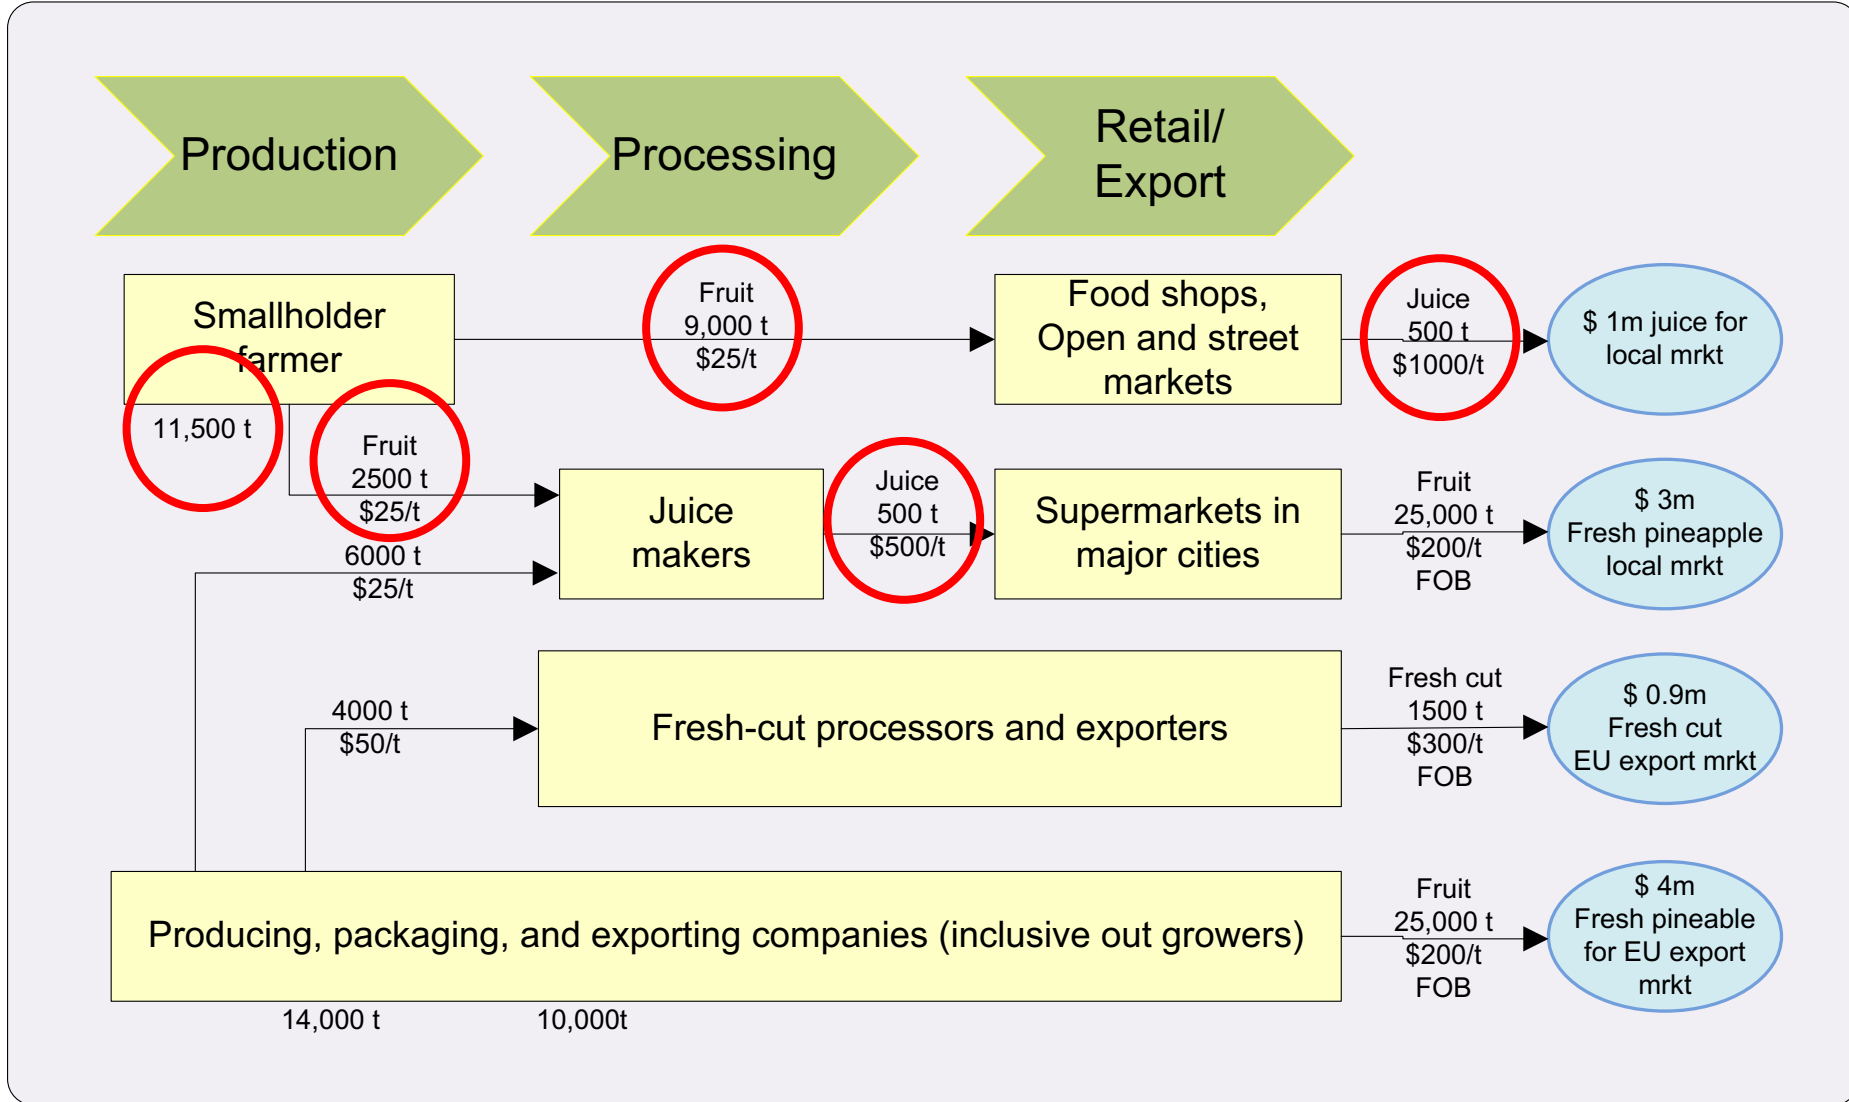 Production
Processing
Retail/
Export
Smallholder
farmer
11,500 t
Fruit
9,000 t
$25/t
Food shops,
Open and street
markets
Juice
500 t
$1000/t
$ 1m juice for
local mrkt
Fruit
2500 t
$25/t
6000 t
$25/t
Juice
makers
Juice
500 t
$500/t
Supermarkets in
major cities
Fruit
25,000 t
$200/t
FOB
$ 3m
Fresh pineapple
local mrkt
4000 t
$50/t
Fresh-cut processors and exporters
Fresh cut
1500 t
$300/t
FOB
$ 0.9m
Fresh cut
EU export mrkt
Producing, packaging, and exporting companies (inclusive out growers)
14,000 t
10,000t
Fruit
25,000 t
$200/t
FOB
$ 4m
Fresh pineable
for EU export
mrkt